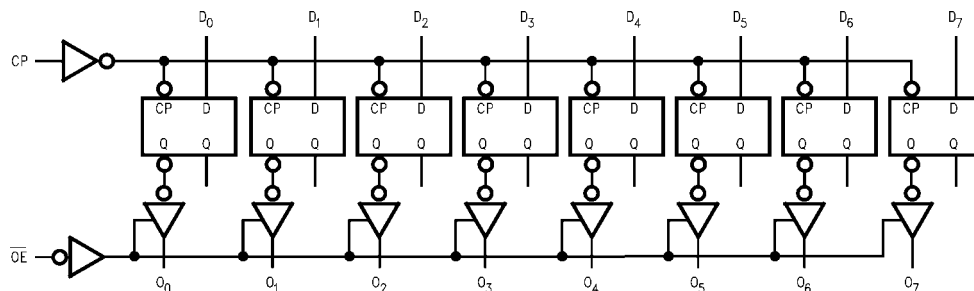 D0 D1 D2 D3 D4 D5 D6 D7
CP
CP D CP D CP D CP D CP D CP D CP D CP D
Q Q Q Q Q Q Q Q Q Q Q Q Q Q Q Q
O̅E̅
O0 O1 O2 O3 O4 O5 O6 O7